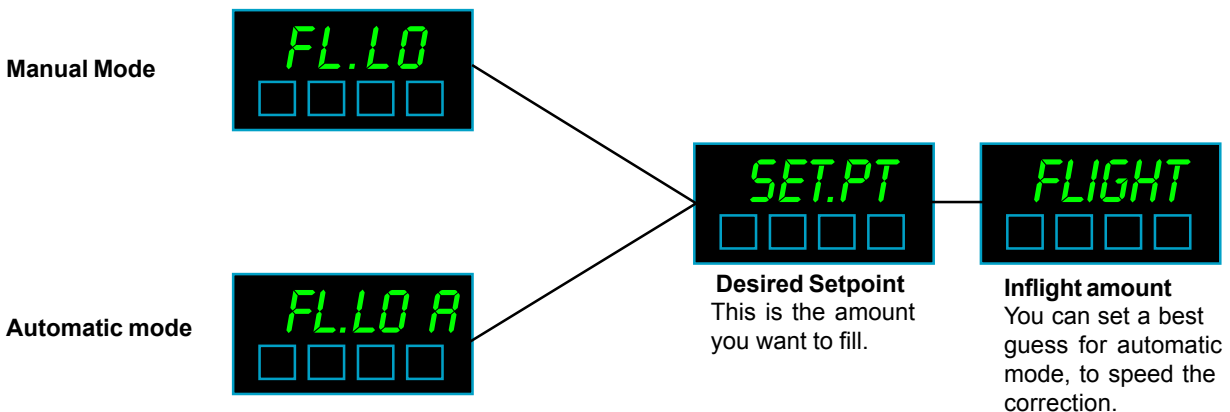 Manual Mode
FL.LO
SET.PT
FLIGHT
Desired Setpoint
This is the amount
you want to fill.
Inflight amount
You can set a best
guess for automatic
mode, to speed the
correction.
Automatic mode
FL.LO A